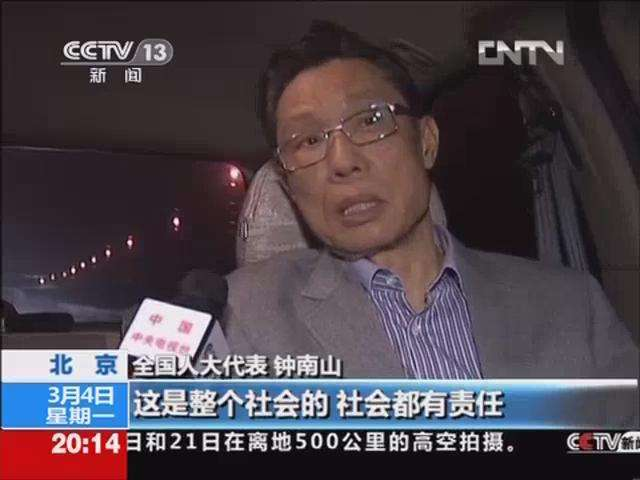 CCTV 13
新闻
CNTN
中国
中央电视台
北京
全国人大代表 钟南山
3月4日
星期一
这是整个社会的 社会都有责任
20:14
日和21日在离地500公里的高空拍摄。
CCTV新闻